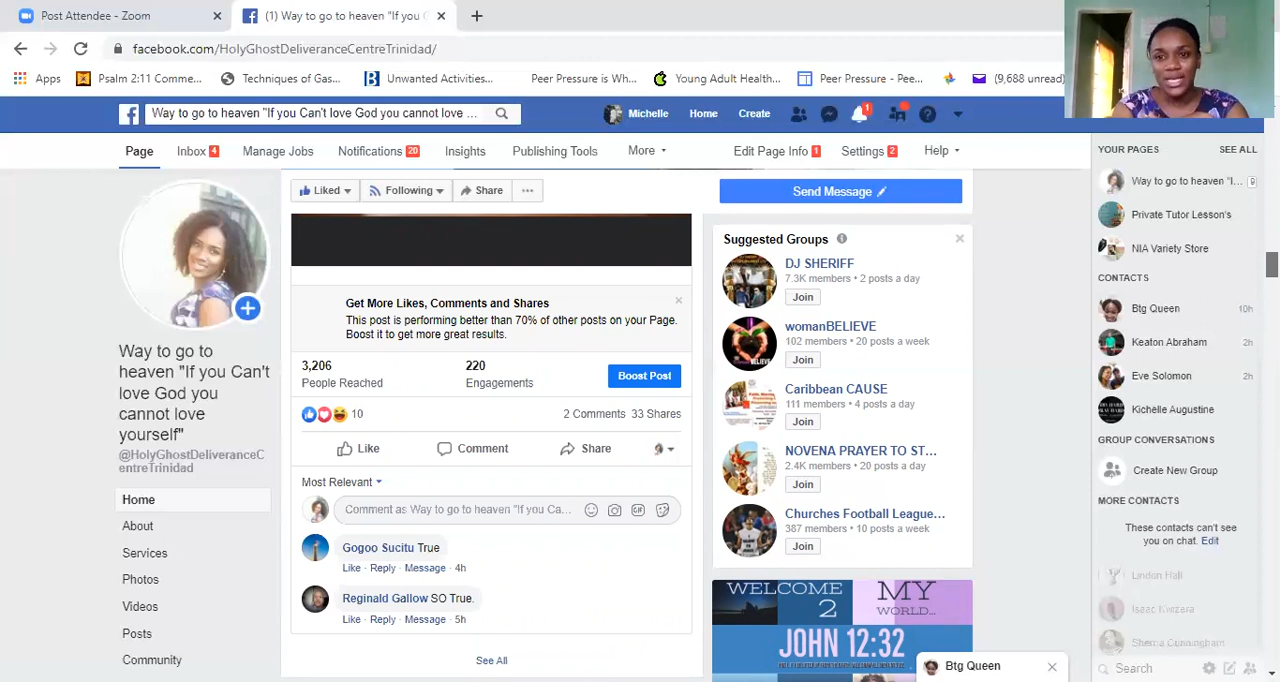 Post Attendee - Zoom
(1) Way to go to heaven "If you
facebook.com/HolyGhostDeliveranceCentreTrinidad/
Apps
Psalm 2:11 Comme...
Techniques of Gas...
Unwanted Activities...
Peer Pressure is Wh...
Young Adult Health...
Peer Pressure - Pee...
(9,688 unread)
Way to go to heaven "If you Can't love God you cannot love ...
Michelle
Home
Create
1
Page
Inbox 4
Manage Jobs
Notifications 20
Insights
Publishing Tools
More
Edit Page Info 1
Settings 2
Help
Way to go to
heaven "If you Can't
love God you
cannot love
yourself"
@HolyGhostDeliveranceC
entreTrinidad
Home
About
Services
Photos
Videos
Posts
Community
Liked
Following
Share
Send Message
Get More Likes, Comments and Shares
This post is performing better than 70% of other posts on your Page.
Boost it to get more great results.
3,206
People Reached
220
Engagements
Boost Post
10
2 Comments 33 Shares
Like
Comment
Share
Most Relevant
Comment as Way to go to heaven "If you Ca...
GIF
Gogoo Sucitu True
Like · Reply · Message · 4h
Reginald Gallow SO True.
Like · Reply · Message · 5h
See All
Suggested Groups
DJ SHERIFF
7.3K members • 2 posts a day
Join
womanBELIEVE
102 members • 20 posts a week
Join
Caribbean CAUSE
111 members • 4 posts a day
Join
NOVENA PRAYER TO ST...
2.4K members • 20 posts a day
Join
Churches Football League...
387 members • 10 posts a week
Join
WELCOME
2
MY
WORLD...
JOHN 12:32
YOUR PAGES
SEE ALL
Way to go to heaven "I...
Private Tutor Lesson's
NIA Variety Store
CONTACTS
Btg Queen 10h
Keaton Abraham 2h
Eve Solomon 2h
Kichelle Augustine
GROUP CONVERSATIONS
Create New Group
MORE CONTACTS
These contacts can't see
you on chat. Edit
Lindon Hall
Search
Btg Queen